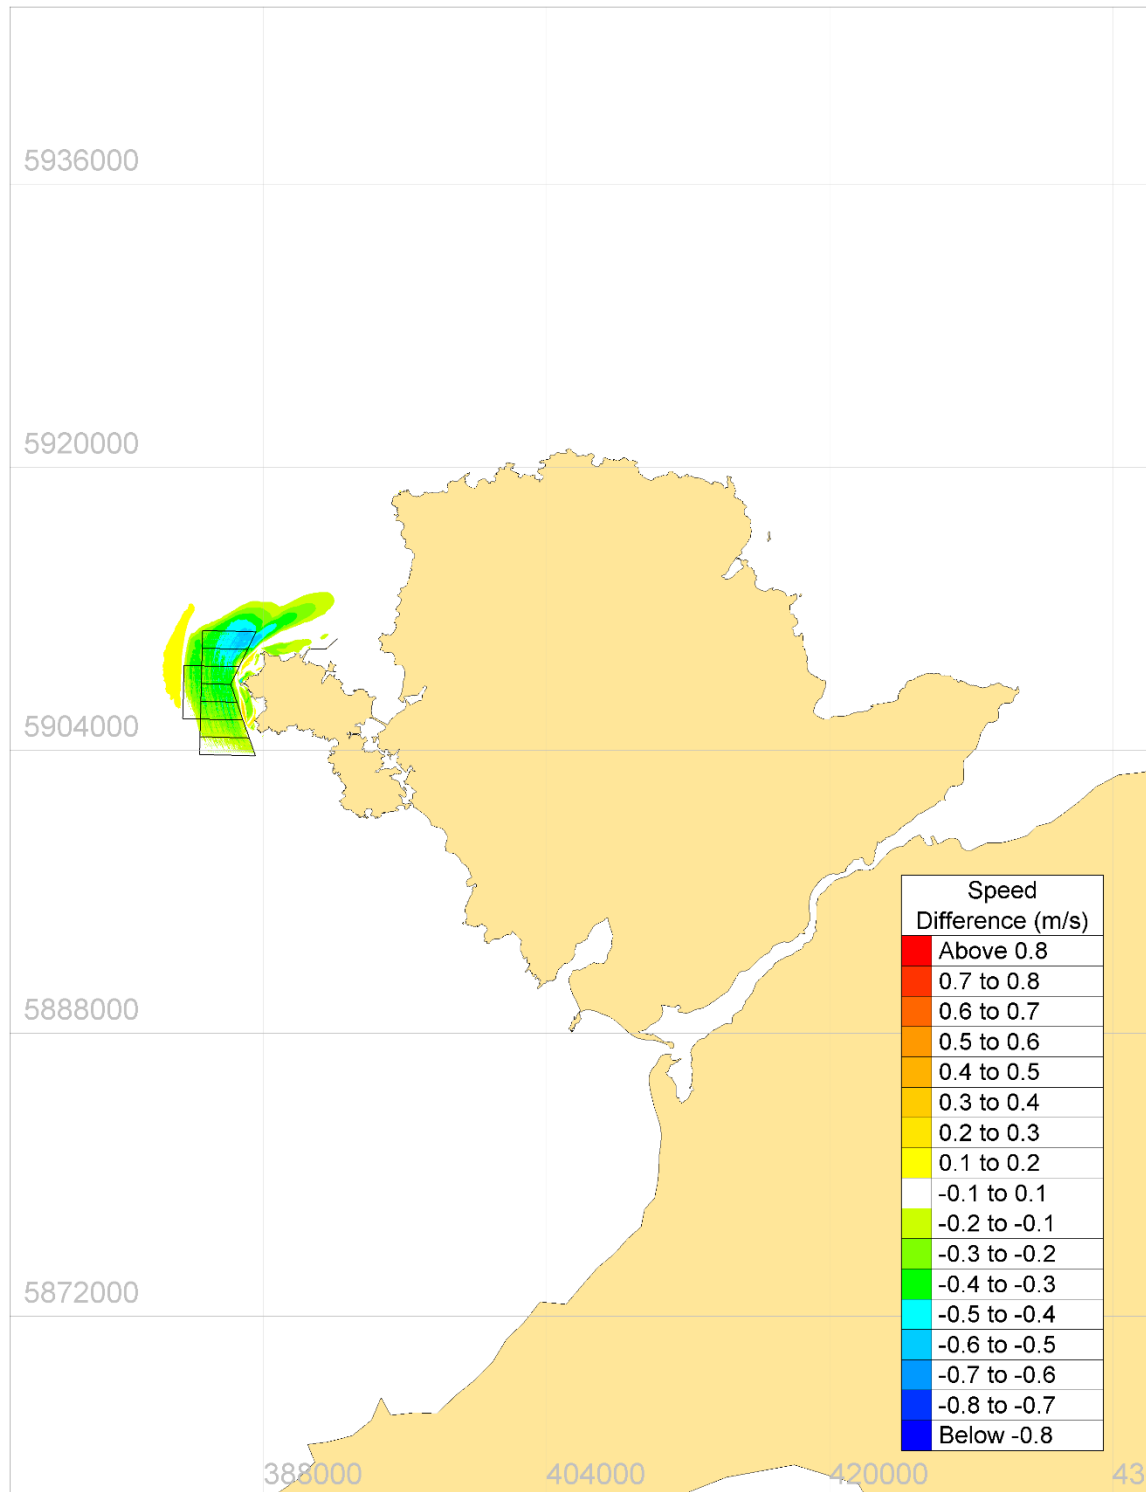 5936000
5920000
5904000
5888000
5872000
388000
404000
420000
43
Speed
Difference (m/s)
Above 0.8
0.7 to 0.8
0.6 to 0.7
0.5 to 0.6
0.4 to 0.5
0.3 to 0.4
0.2 to 0.3
0.1 to 0.2
-0.1 to 0.1
-0.2 to -0.1
-0.3 to -0.2
-0.4 to -0.3
-0.5 to -0.4
-0.6 to -0.5
-0.7 to -0.6
-0.8 to -0.7
Below -0.8